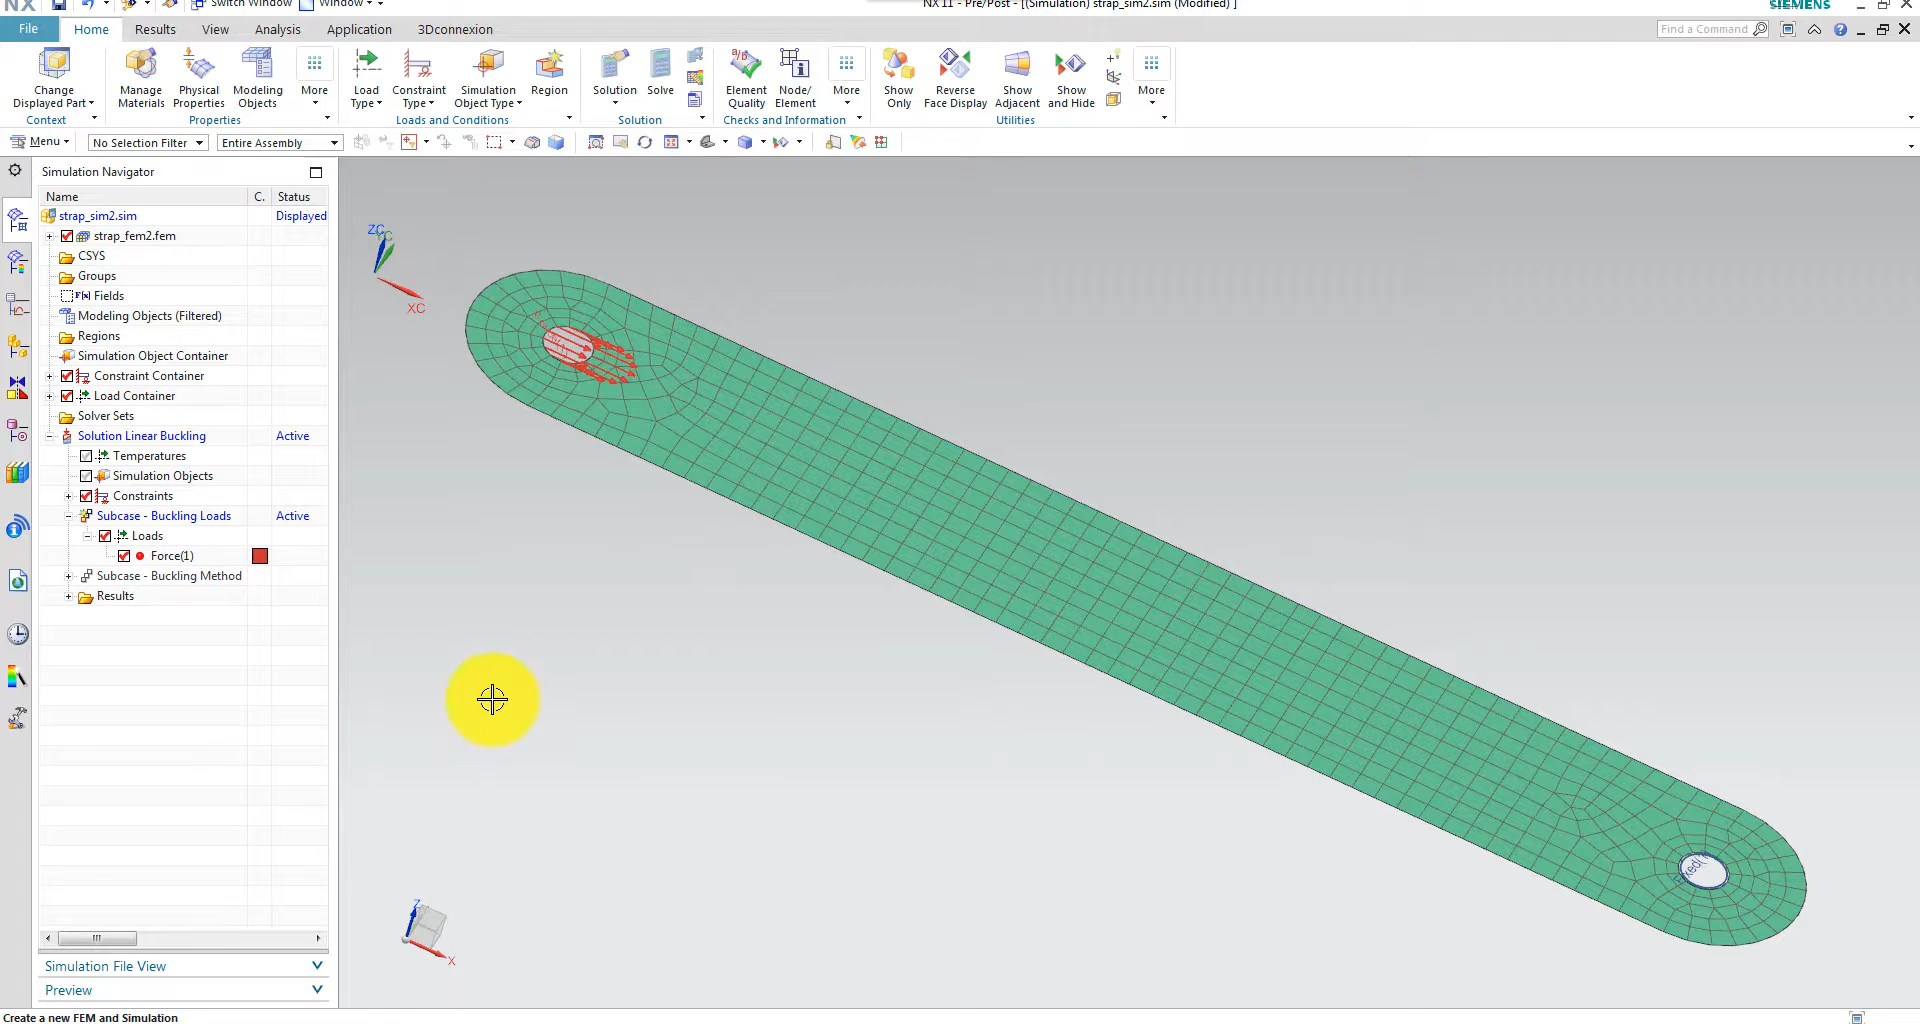 NX
Switch Window
Window
NX 11 - Pre/Post - [(Simulation) strap_sim2.sim (Modified) ]
SIEMENS
File
Home
Results
View
Analysis
Application
3Dconnexion
Find a Command
Change
Displayed Part
Context
Manage
Materials
Physical
Properties
Modeling
Objects
More
Properties
Load
Type
Constraint
Type
Simulation
Object Type
Region
Loads and Conditions
Solution
Solve
Solution
Element
Quality
Node/
Element
More
Checks and Information
Show
Only
Reverse
Face Display
Show
Adjacent
Show
and Hide
More
Utilities
Menu
No Selection Filter
Entire Assembly
Simulation Navigator
Name
C.
Status
strap_sim2.sim
Displayed
strap_fem2.fem
CSYS
Groups
Fields
Modeling Objects (Filtered)
Regions
Simulation Object Container
Constraint Container
Load Container
Solver Sets
Solution Linear Buckling
Active
Temperatures
Simulation Objects
Constraints
Subcase - Buckling Loads
Active
Loads
Force(1)
Subcase - Buckling Method
Results
Simulation File View
Preview
Create a new FEM and Simulation
ZC
YC
XC
Z
X